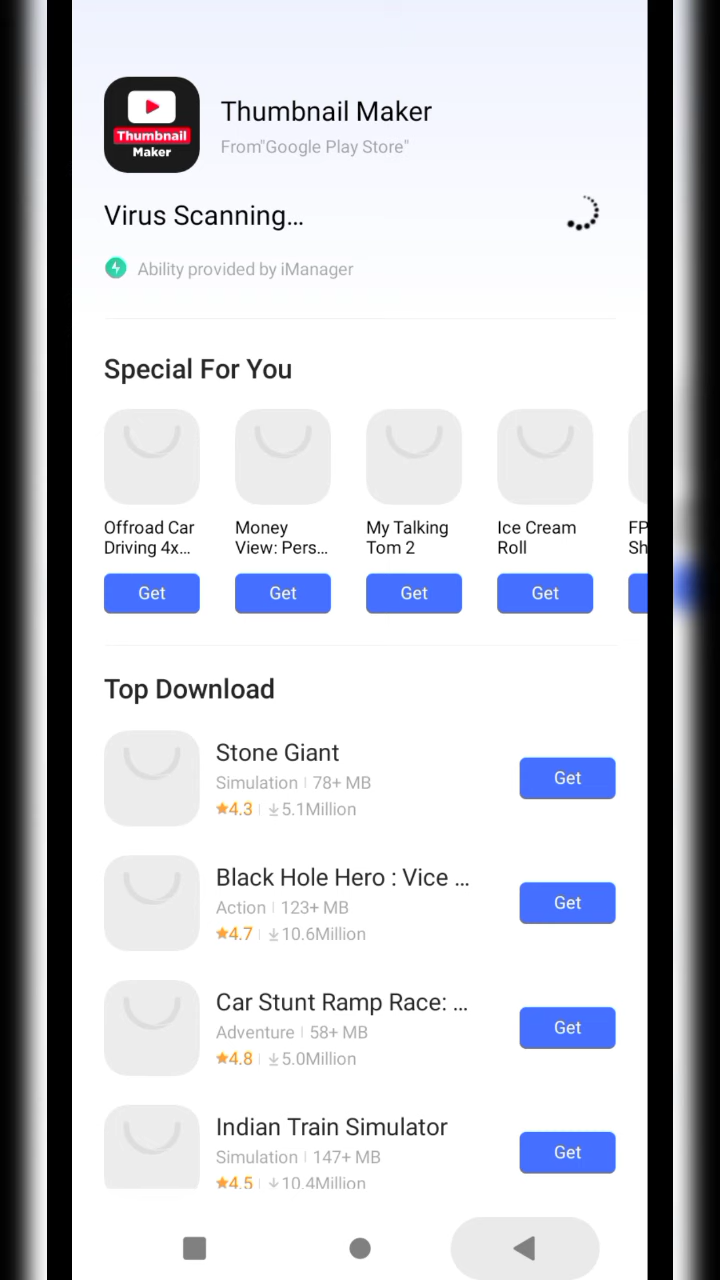 Thumbnail
Maker
Thumbnail Maker
From"Google Play Store"
Virus Scanning...
Ability provided by iManager
Special For You
Offroad Car
Driving 4x...
Get
Money
View: Pers...
Get
My Talking
Tom 2
Get
Ice Cream
Roll
Get
FP
Sh
Top Download
Stone Giant
Simulation | 78+ MB
4.3 | 5.1Million
Get
Black Hole Hero : Vice ...
Action | 123+ MB
4.7 | 10.6Million
Get
Car Stunt Ramp Race: ...
Adventure | 58+ MB
4.8 | 5.0Million
Get
Indian Train Simulator
Simulation | 147+ MB
4.5 | 10.4Million
Get